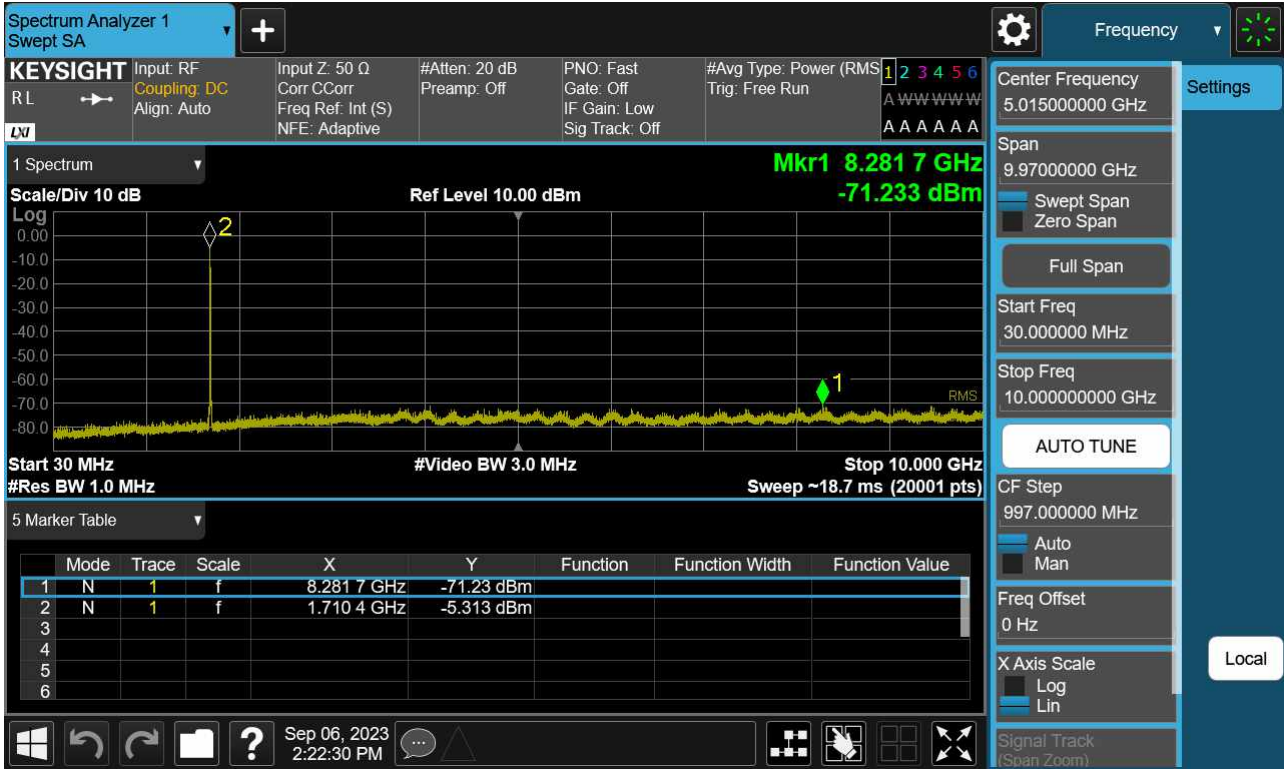 Spectrum Analyzer 1
Swept SA
Frequency
KEYSIGHT
RL
LXI
Input: RF
Coupling: DC
Align: Auto
Input Z: 50 Ω
Corr CCorr
Freq Ref: Int (S)
NFE: Adaptive
#Atten: 20 dB
Preamp: Off
PNO: Fast
Gate: Off
IF Gain: Low
Sig Track: Off
#Avg Type: Power (RMS
Trig: Free Run
1 2 3 4 5 6
A W W W W W
A A A A A A
1 Spectrum
Mkr1 8.281 7 GHz
Scale/Div 10 dB
Ref Level 10.00 dBm
-71.233 dBm
Log
0.00
-10.0
-20.0
-30.0
-40.0
-50.0
-60.0
-70.0
-80.0
2
1
RMS
Start 30 MHz
#Video BW 3.0 MHz
Stop 10.000 GHz
#Res BW 1.0 MHz
Sweep ~18.7 ms (20001 pts)
5 Marker Table
Mode Trace Scale X Y Function Function Width Function Value
1 N 1 f 8.281 7 GHz -71.23 dBm
2 N 1 f 1.710 4 GHz -5.313 dBm
3
4
5
6
?
Sep 06, 2023
2:22:30 PM
Center Frequency
5.015000000 GHz
Span
9.97000000 GHz
Swept Span
Zero Span
Full Span
Start Freq
30.000000 MHz
Stop Freq
10.000000000 GHz
AUTO TUNE
CF Step
997.000000 MHz
Auto
Man
Freq Offset
0 Hz
X Axis Scale
Log
Lin
Signal Track
(Span Zoom)
Settings
Local